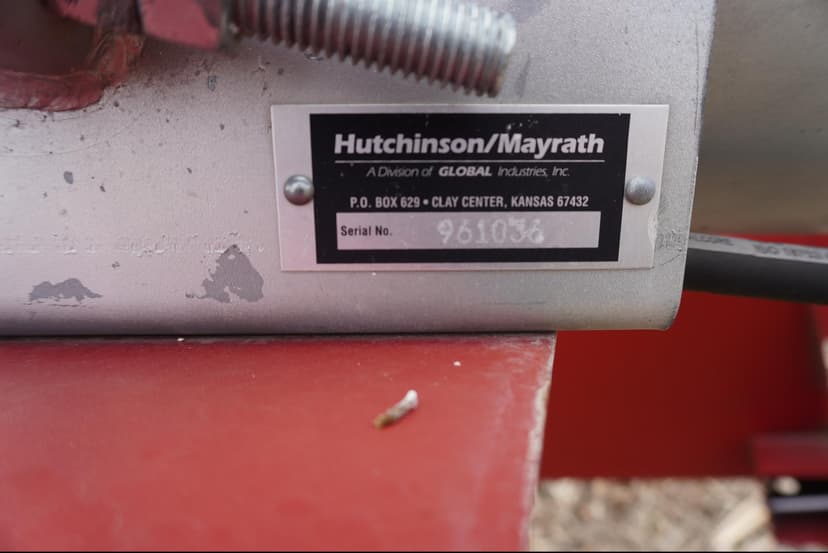 Hutchinson/Mayrath
A Division of GLOBAL Industries, Inc.
P.O. BOX 629 • CLAY CENTER, KANSAS 67432
Serial No. 961036